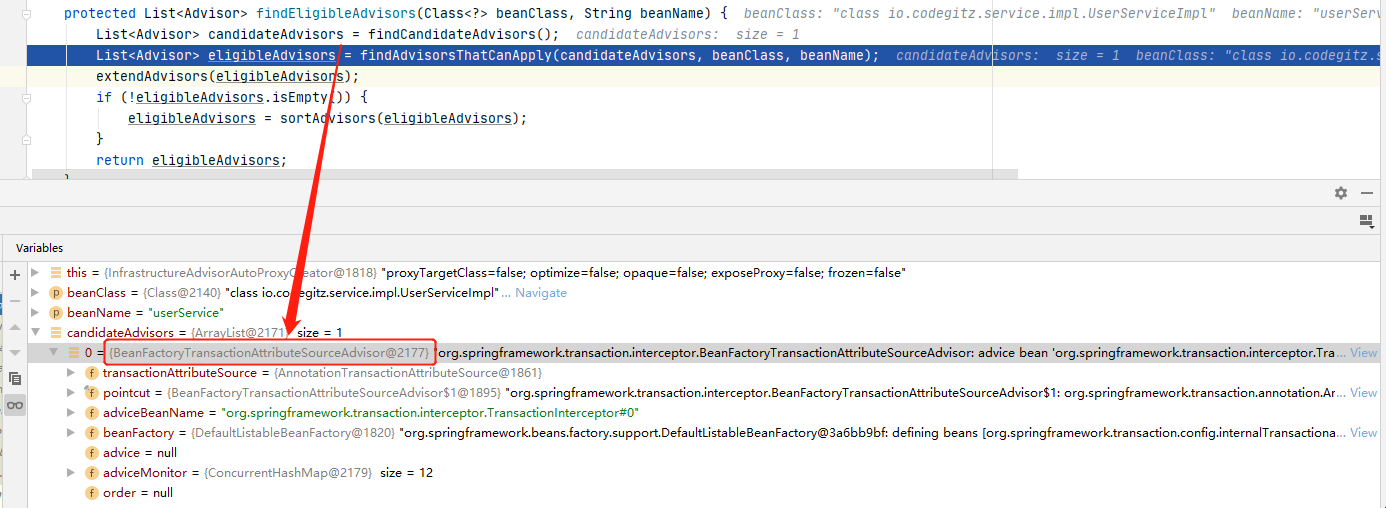 protected List<Advisor> findEligibleAdvisors(Class<?> beanClass, String beanName) {  beanClass: "class io.codegitz.service.impl.UserServiceImpl"  beanName: "userServ
List<Advisor> candidateAdvisors = findCandidateAdvisors();  candidateAdvisors:  size = 1
List<Advisor> eligibleAdvisors = findAdvisorsThatCanApply(candidateAdvisors, beanClass, beanName);  candidateAdvisors:  size = 1  beanClass: "class io.codegitz.s
extendAdvisors(eligibleAdvisors);
if (!eligibleAdvisors.isEmpty()) {
eligibleAdvisors = sortAdvisors(eligibleAdvisors);
}
return eligibleAdvisors;
Variables
this = {InfrastructureAdvisorAutoProxyCreator@1818} "proxyTargetClass=false; optimize=false; opaque=false; exposeProxy=false; frozen=false"
beanClass = {Class@2140} "class io.codegitz.service.impl.UserServiceImpl"... Navigate
beanName = "userService"
candidateAdvisors = {ArrayList@2171}  size = 1
0 = {BeanFactoryTransactionAttributeSourceAdvisor@2177} "org.springframework.transaction.interceptor.BeanFactoryTransactionAttributeSourceAdvisor: advice bean 'org.springframework.transaction.interceptor.Tra... View
transactionAttributeSource = {AnnotationTransactionAttributeSource@1861}
pointcut = {BeanFactoryTransactionAttributeSourceAdvisor$1@1895} "org.springframework.transaction.interceptor.BeanFactoryTransactionAttributeSourceAdvisor$1: org.springframework.transaction.annotation.An... View
adviceBeanName = "org.springframework.transaction.interceptor.TransactionInterceptor#0"
beanFactory = {DefaultListableBeanFactory@1820} "org.springframework.beans.factory.support.DefaultListableBeanFactory@3a6bb9bf: defining beans [org.springframework.transaction.config.internalTransactiona... View
advice = null
adviceMonitor = {ConcurrentHashMap@2179}  size = 12
order = null